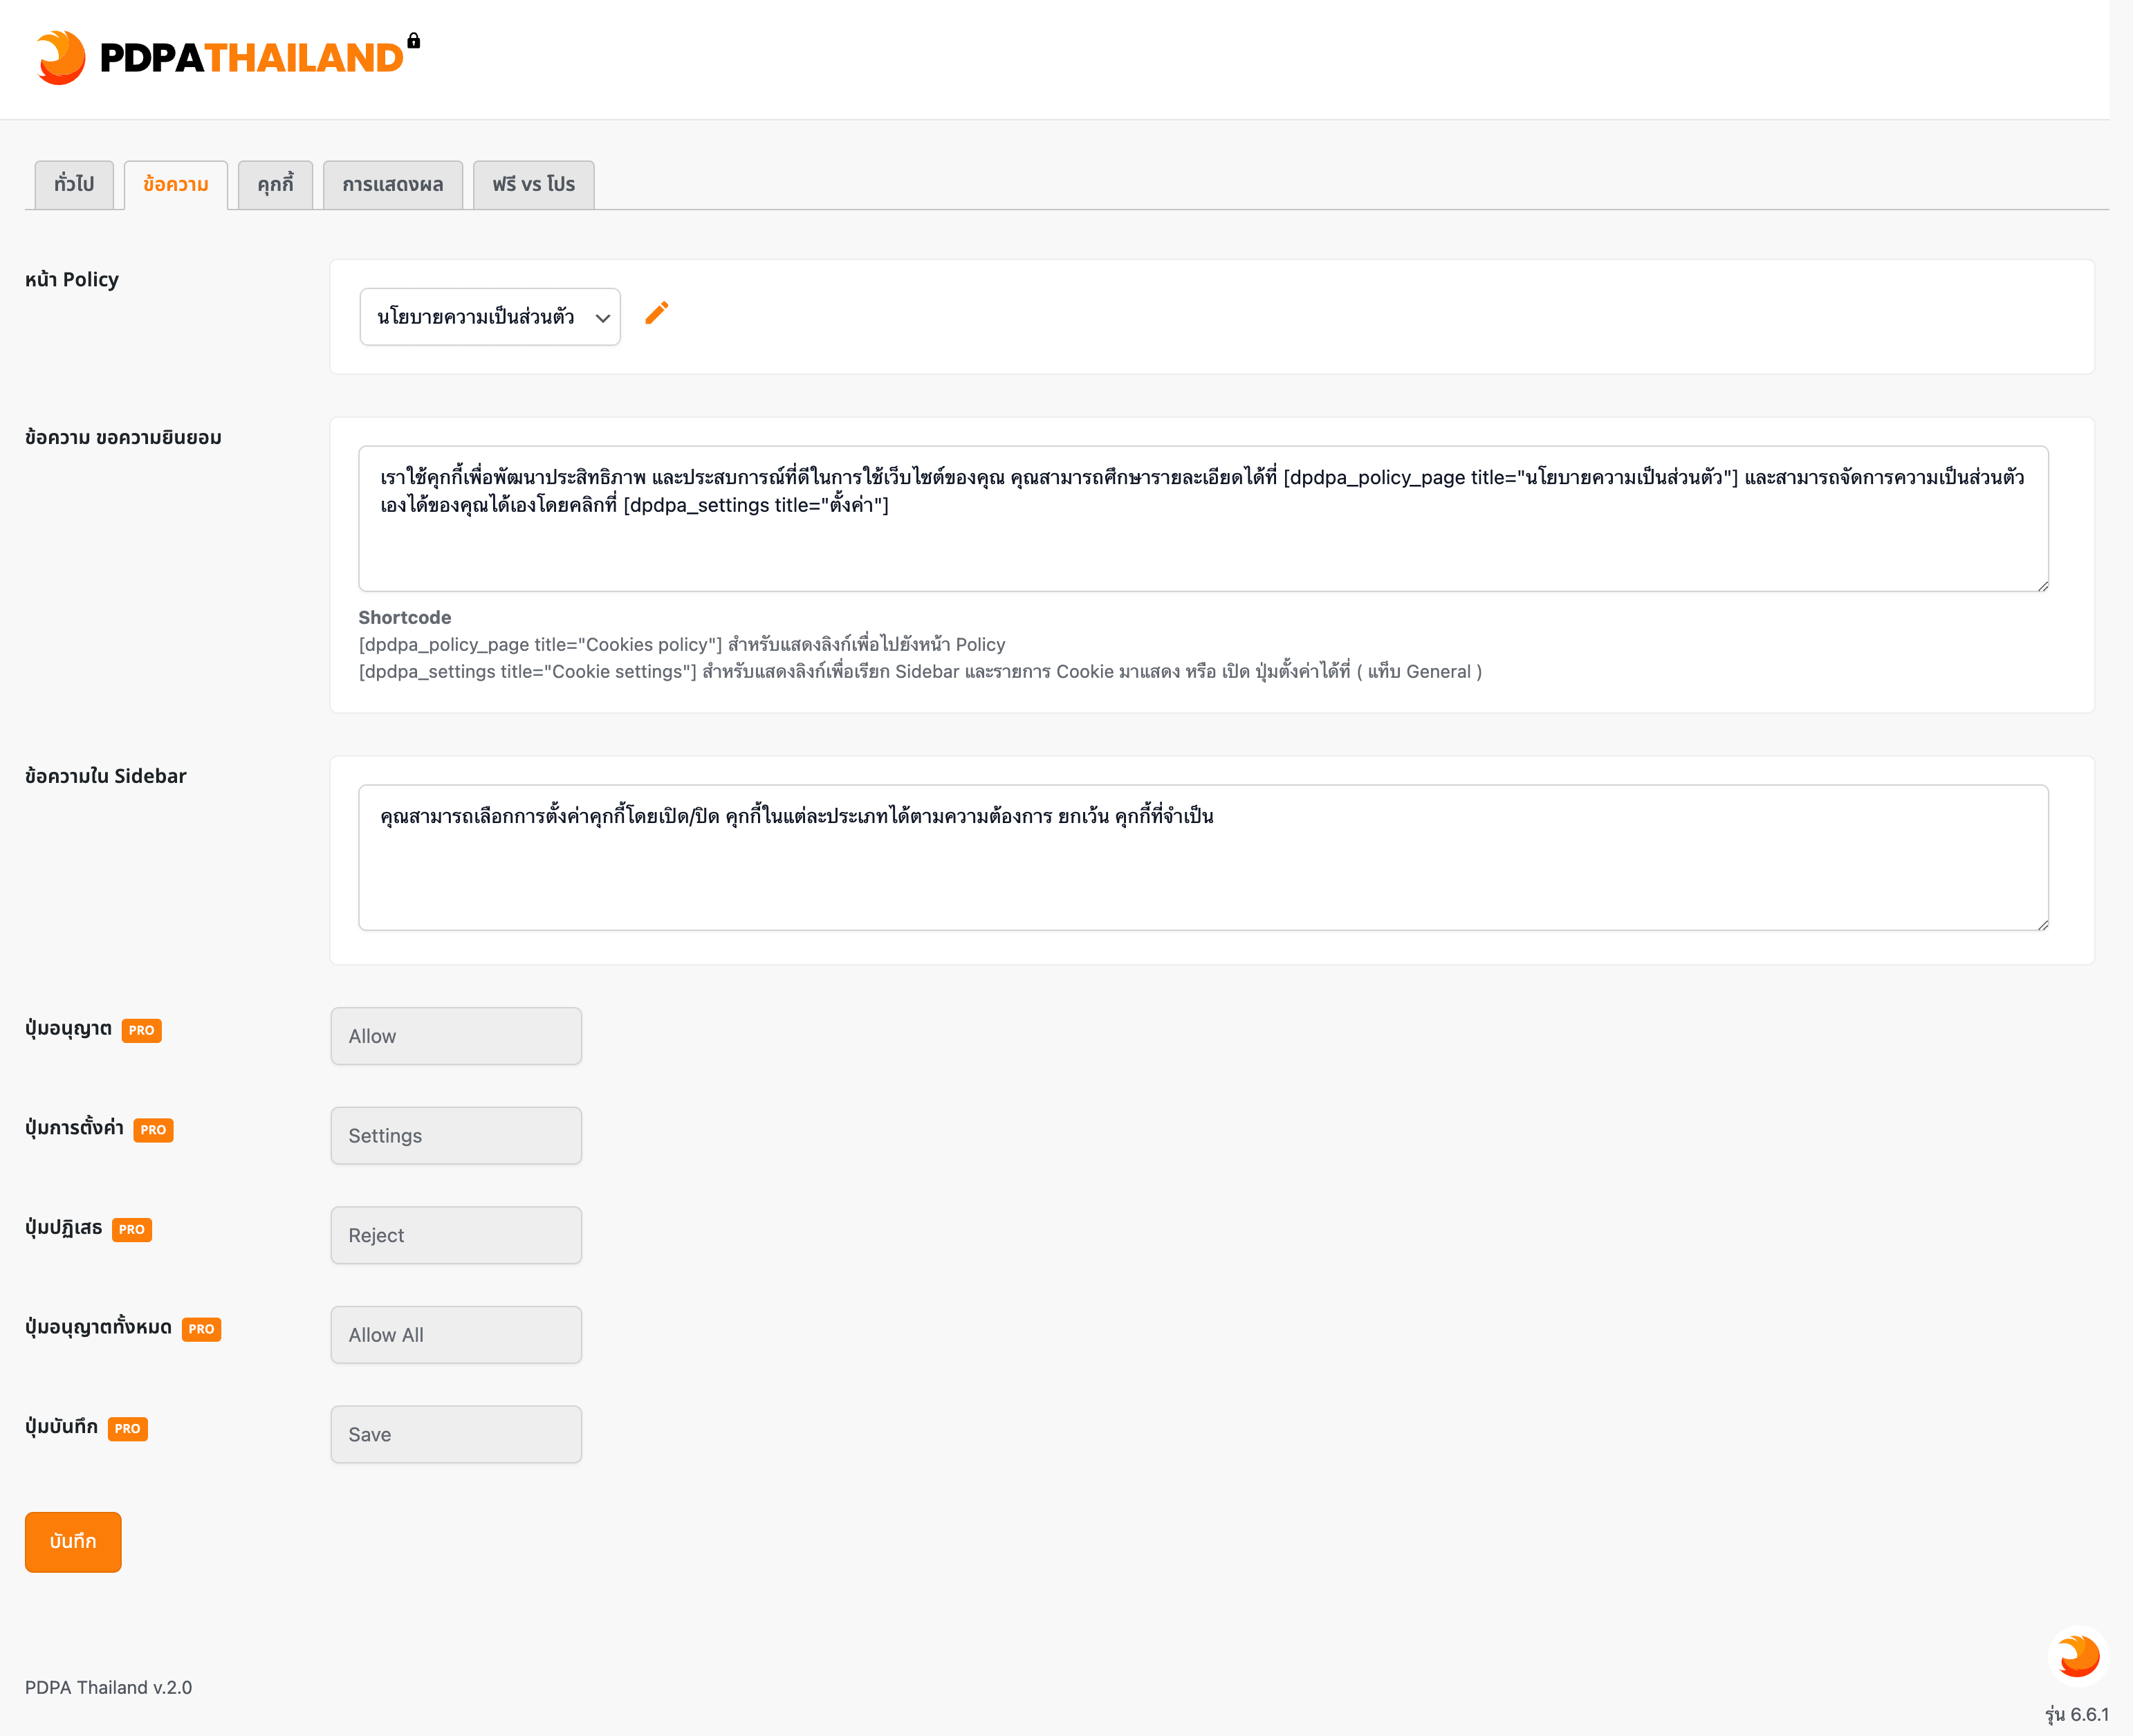 PDPATHAILAND
ทั่วไป
ข้อความ
คุกกี้
การแสดงผล
ฟรี vs โปร
หน้า Policy
นโยบายความเป็นส่วนตัว
ข้อความ ขอความยินยอม
เราใช้คุกกี้เพื่อพัฒนาประสิทธิภาพ และประสบการณ์ที่ดีในการใช้เว็บไซต์ของคุณ คุณสามารถศึกษารายละเอียดได้ที่ [dpdpa_policy_page title="นโยบายความเป็นส่วนตัว"] และสามารถจัดการความเป็นส่วนตัว
เองได้ของคุณได้เองโดยคลิกที่ [dpdpa_settings title="ตั้งค่า"]
Shortcode
[dpdpa_policy_page title="Cookies policy"] สำหรับแสดงลิงก์เพื่อไปยังหน้า Policy
[dpdpa_settings title="Cookie settings"] สำหรับแสดงลิงก์เพื่อเรียก Sidebar และรายการ Cookie มาแสดง หรือ เปิด ปุ่มตั้งค่าได้ที่ ( แท็บ General )
ข้อความใน Sidebar
คุณสามารถเลือกการตั้งค่าคุกกี้โดยเปิด/ปิด คุกกี้ในแต่ละประเภทได้ตามความต้องการ ยกเว้น คุกกี้ที่จำเป็น
ปุ่มอนุญาต PRO
Allow
ปุ่มการตั้งค่า PRO
Settings
ปุ่มปฏิเสธ PRO
Reject
ปุ่มอนุญาตทั้งหมด PRO
Allow All
ปุ่มบันทึก PRO
Save
บันทึก
PDPA Thailand v.2.0
รุ่น 6.6.1